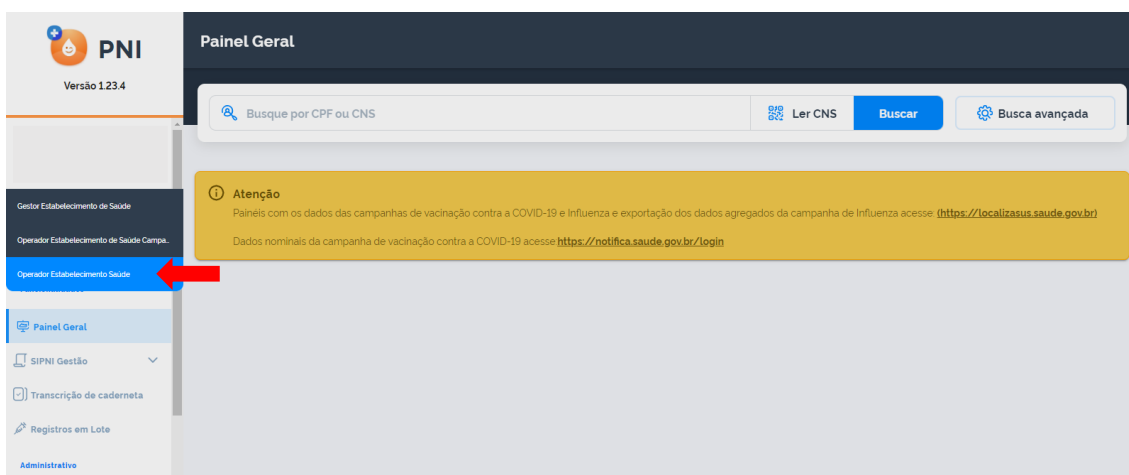 PNI
Versão 1.23.4
Painel Geral
Busque por CPF ou CNS
Ler CNS
Buscar
Busca avançada
Atenção
Painéis com os dados das campanhas de vacinação contra a COVID-19 e Influenza e exportação dos dados agregados da campanha de Influenza acesse: (https://localizasus.saude.gov.br)
Dados nominais da campanha de vacinação contra a COVID-19 acesse:https://notifica.saude.gov.br/login
Gestor Estabelecimento de Saúde
Operador Estabelecimento de Saúde Campa..
Operador Estabelecimento Saúde
Painel Geral
SIPNI Gestão
Transcrição de caderneta
Registros em Lote
Administrativo